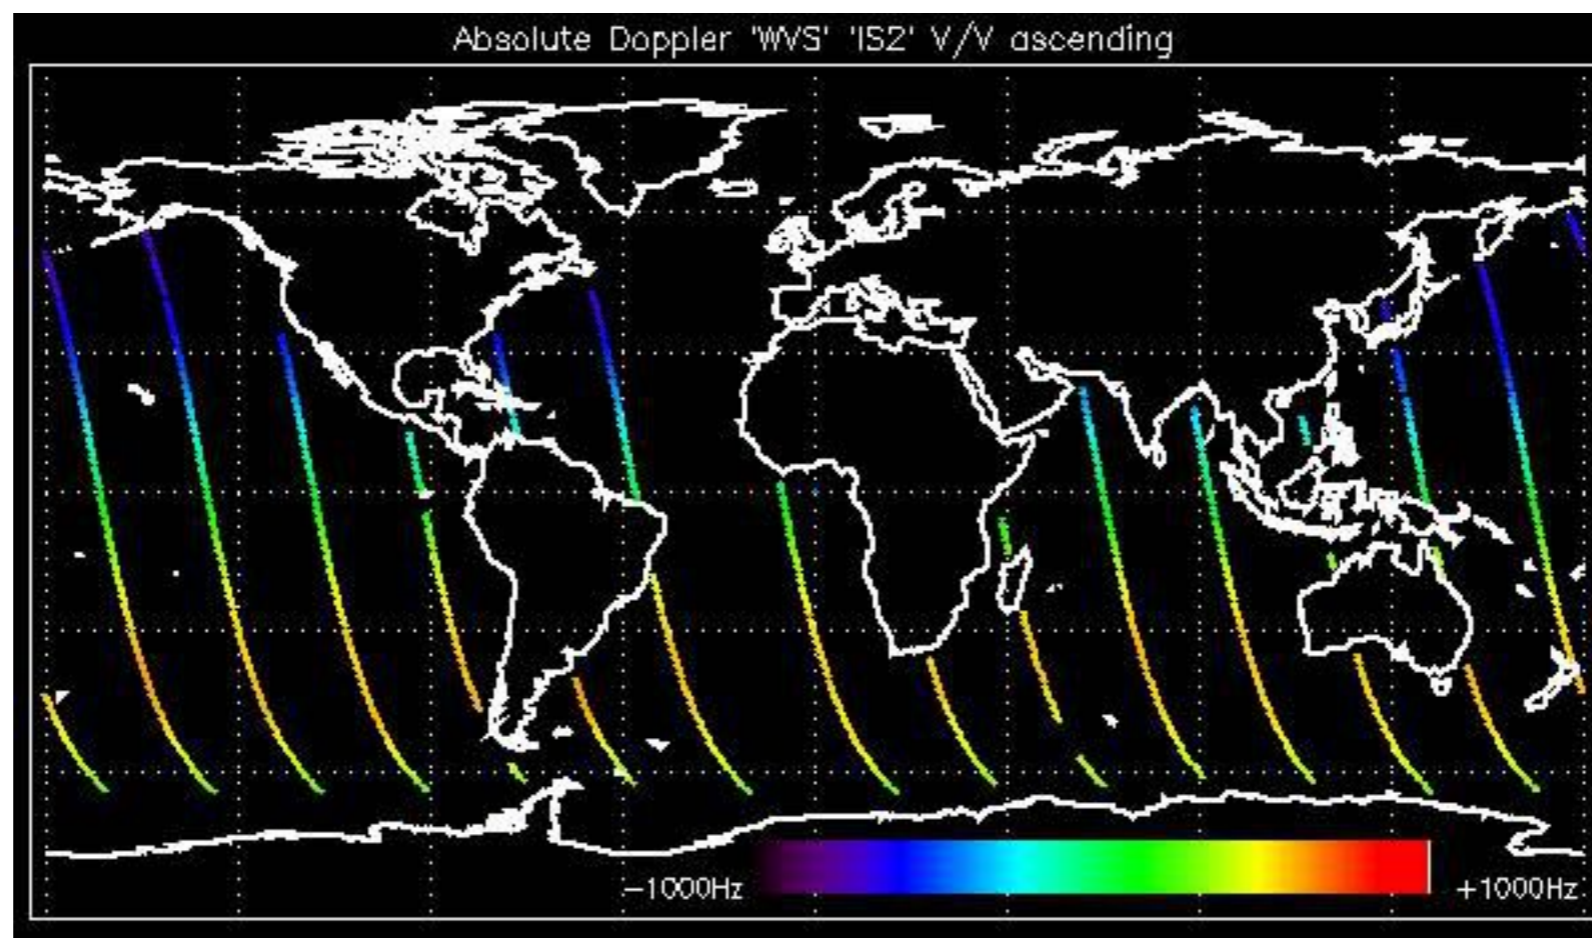 Absolute Doppler 'WVS' 'IS2' V/V ascending
−1000Hz +1000Hz